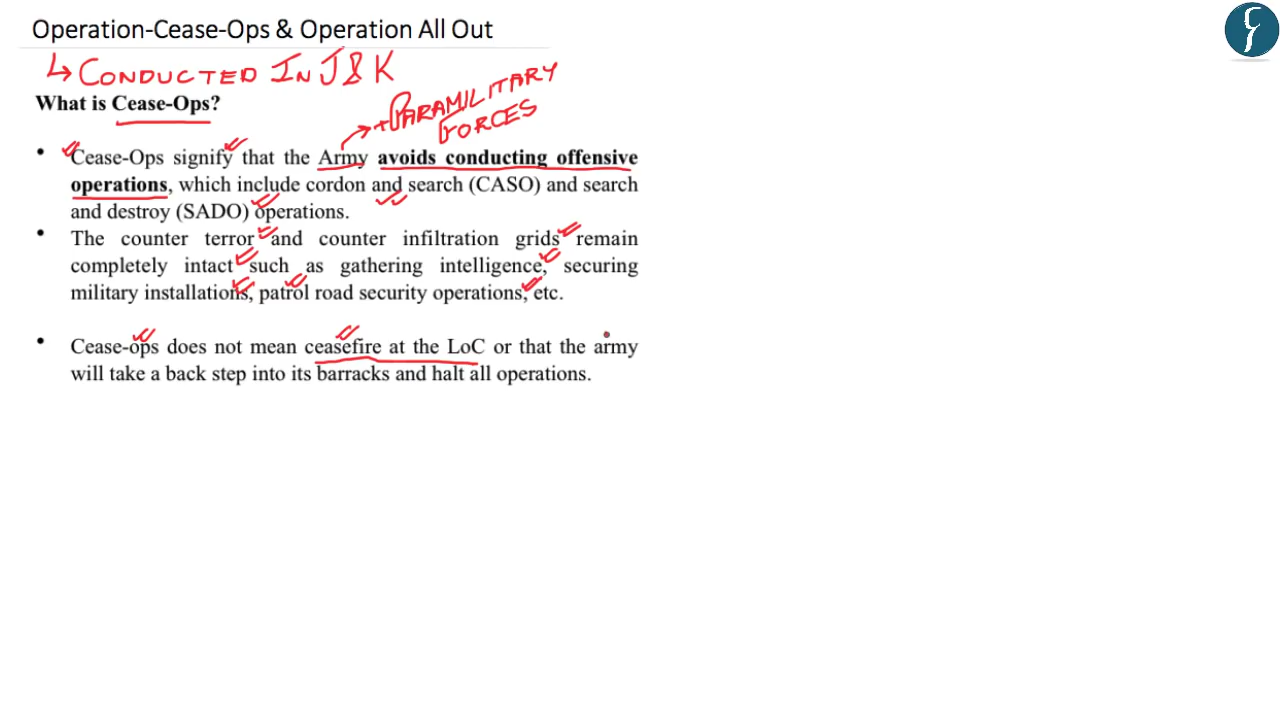 Operation-Cease-Ops & Operation All Out
↳ CONDUCTED IN J&K
What is Cease-Ops?
→ +PARAMILITARY
FORCES
• Cease-Ops signify that the Army avoids conducting offensive
operations, which include cordon and search (CASO) and search
and destroy (SADO) operations.
• The counter terror and counter infiltration grids remain
completely intact such as gathering intelligence, securing
military installations, patrol road security operations, etc.
• Cease-ops does not mean ceasefire at the LoC or that the army
will take a back step into its barracks and halt all operations.